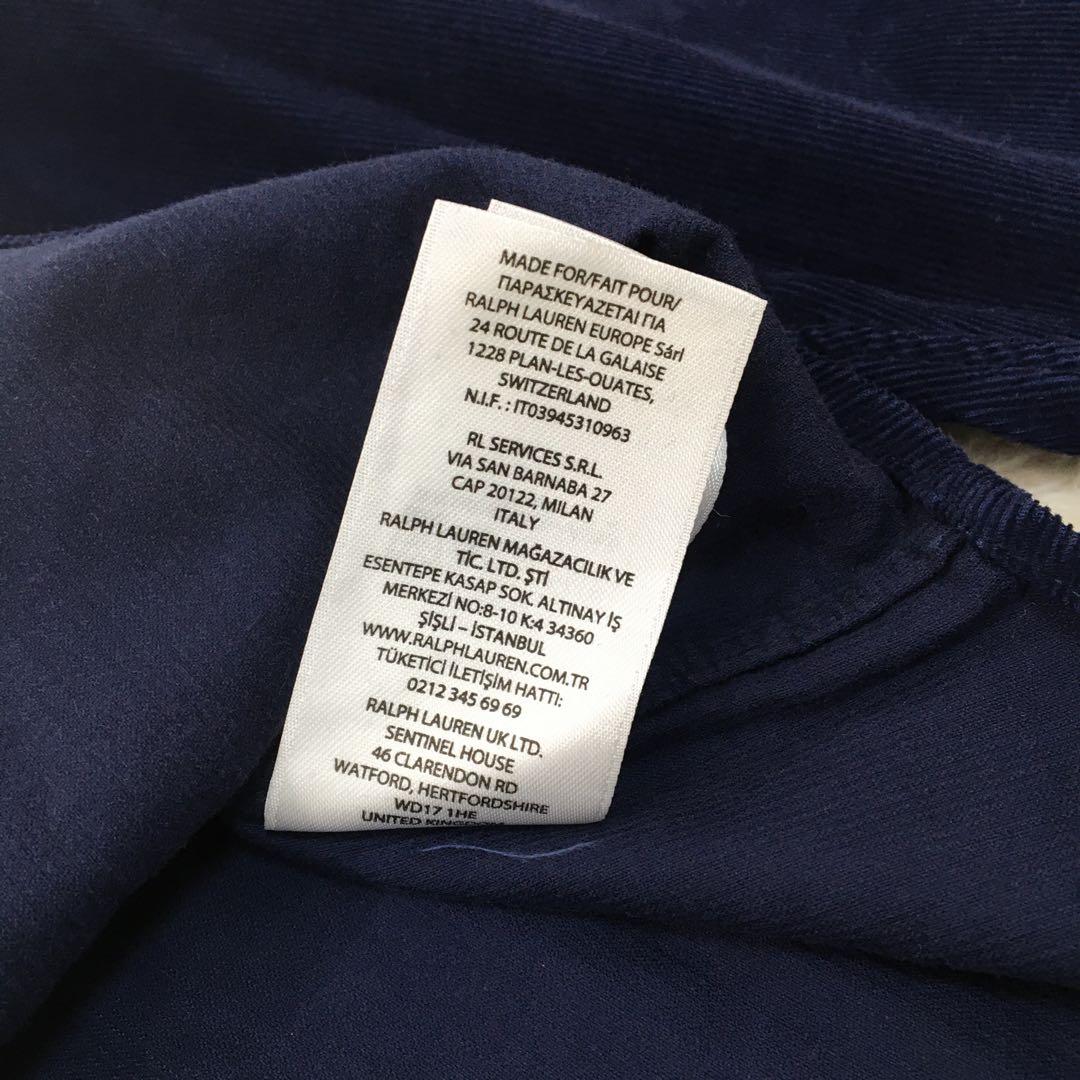 MADE FOR/FAIT POUR/
ΠΑΡΑΣΚΕΥΑΖΕΤΑΙ ΓΙΑ
RALPH LAUREN EUROPE Sárl
24 ROUTE DE LA GALAISE
1228 PLAN-LES-OUATES,
SWITZERLAND
N.I.F. : IT03945310963
RL SERVICES S.R.L.
VIA SAN BARNABA 27
CAP 20122, MILAN
ITALY
RALPH LAUREN MAĞAZACILIK VE
TİC. LTD. ŞTİ
ESENTEPE KASAP SOK. ALTINAY İŞ
MERKEZİ NO:8-10 K:4 34360
ŞİŞLİ – İSTANBUL
WWW.RALPHLAUREN.COM.TR
TÜKETİCİ İLETİŞİM HATTI:
0212 345 69 69
RALPH LAUREN UK LTD.
SENTINEL HOUSE
46 CLARENDON RD
WATFORD, HERTFORDSHIRE
WD17 1HE
UNITED KINGDOM